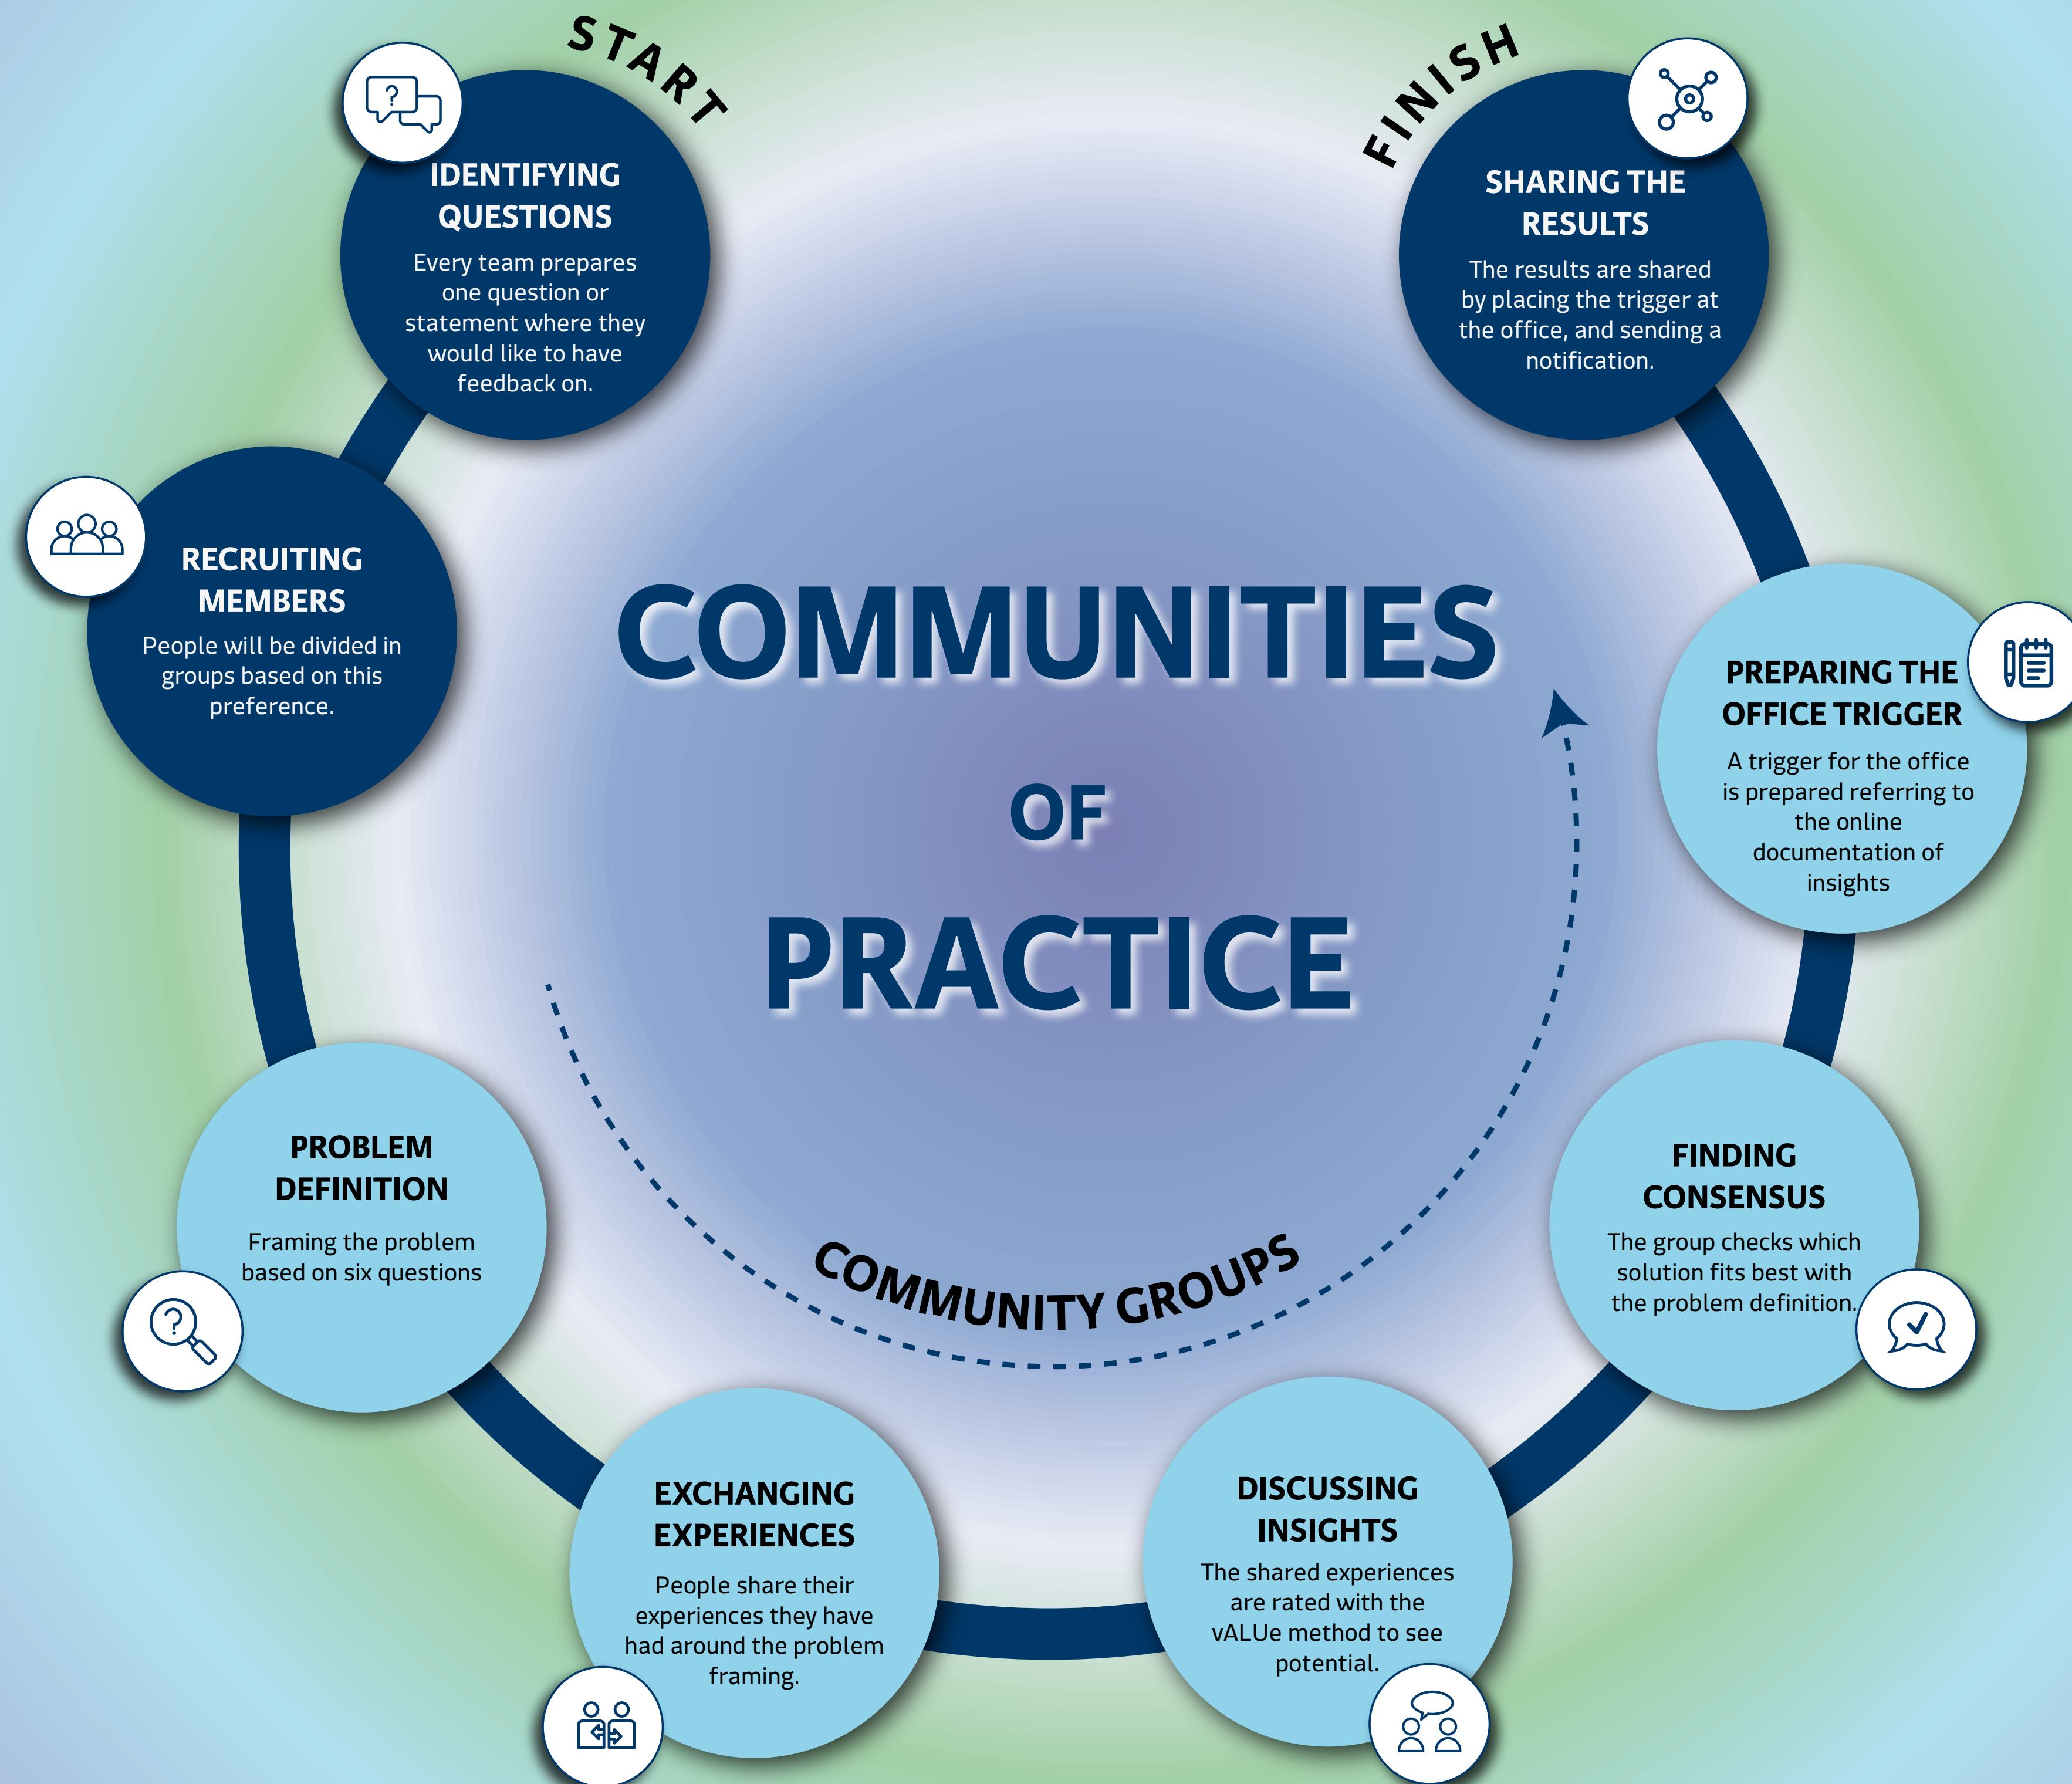 START
FINISH
IDENTIFYING
QUESTIONS
Every team prepares
one question or
statement where they
would like to have
feedback on.
RECRUITING
MEMBERS
People will be divided in
groups based on this
preference.
PROBLEM
DEFINITION
Framing the problem
based on six questions
EXCHANGING
EXPERIENCES
People share their
experiences they have
had around the problem
framing.
DISCUSSING
INSIGHTS
The shared experiences
are rated with the
vALUe method to see
potential.
FINDING
CONSENSUS
The group checks which
solution fits best with
the problem definition.
PREPARING THE
OFFICE TRIGGER
A trigger for the office
is prepared referring to
the online
documentation of
insights
SHARING THE
RESULTS
The results are shared
by placing the trigger at
the office, and sending a
notification.
COMMUNITIES
OF
PRACTICE
COMMUNITY GROUPS
?
?